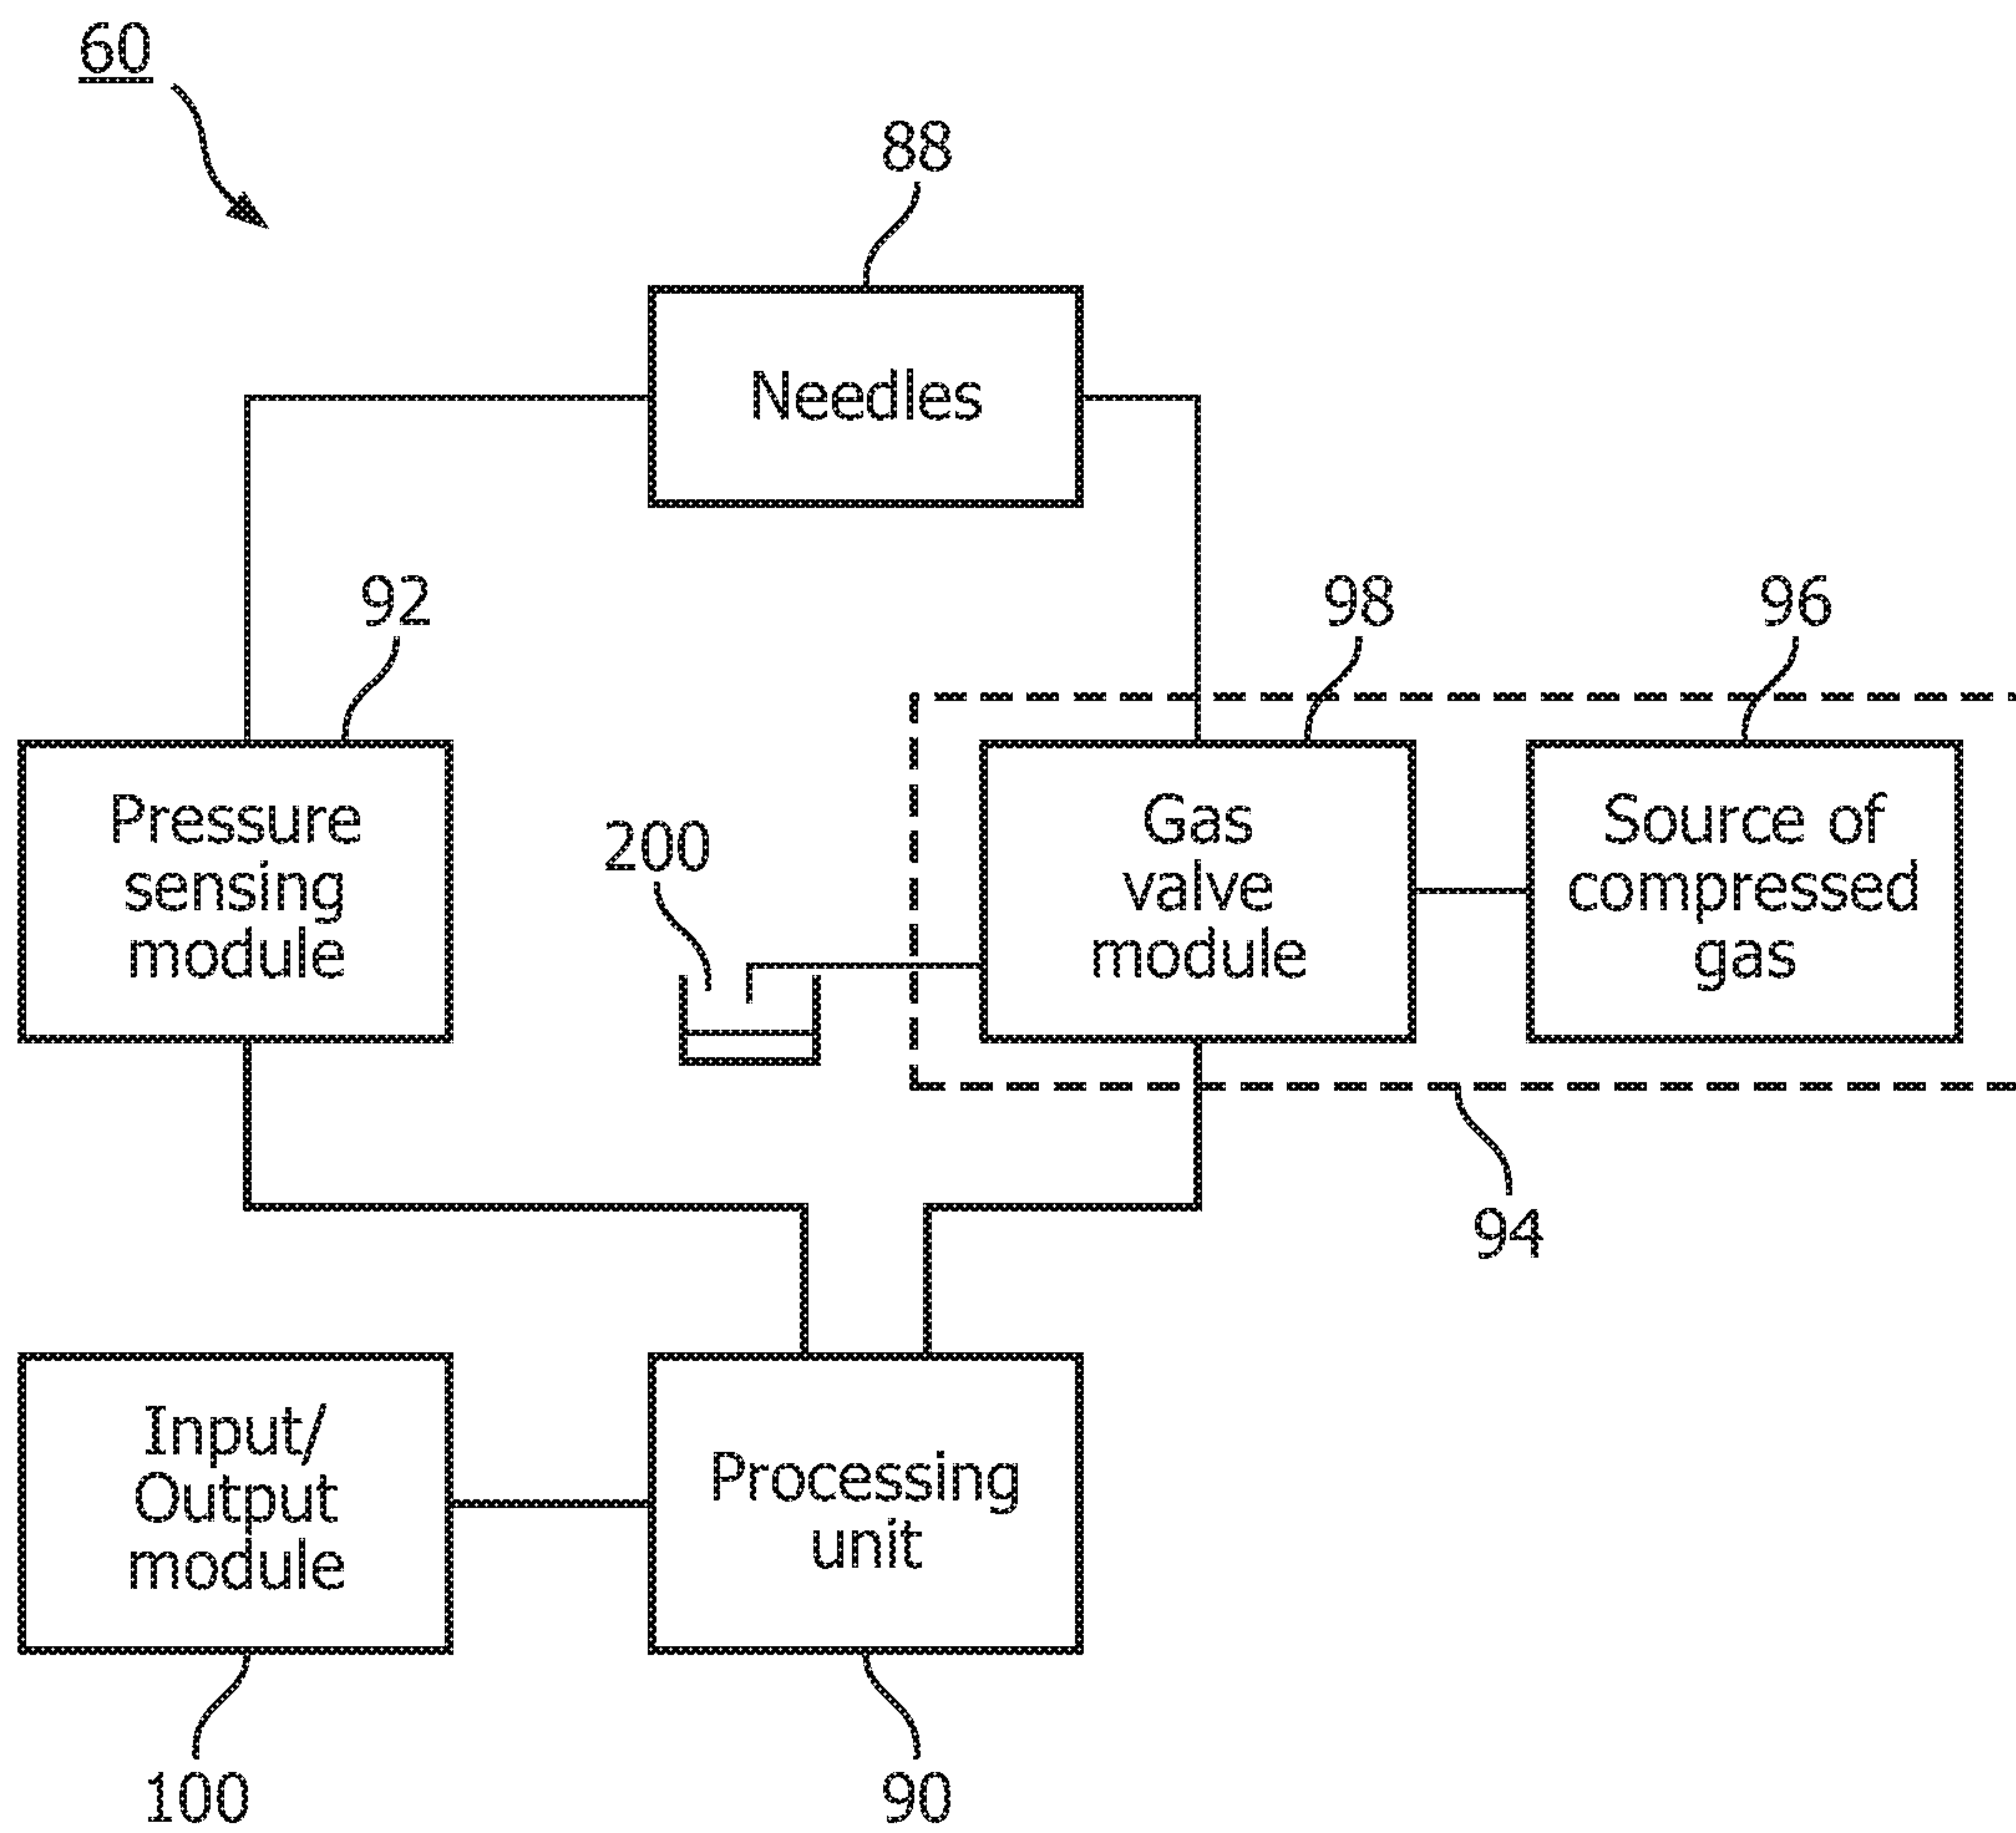 60
88
Needles
92
98
96
Pressure
sensing
module
200
Gas
valve
module
Source of
compressed
gas
94
Input/
Output
module
Processing
unit
100
90